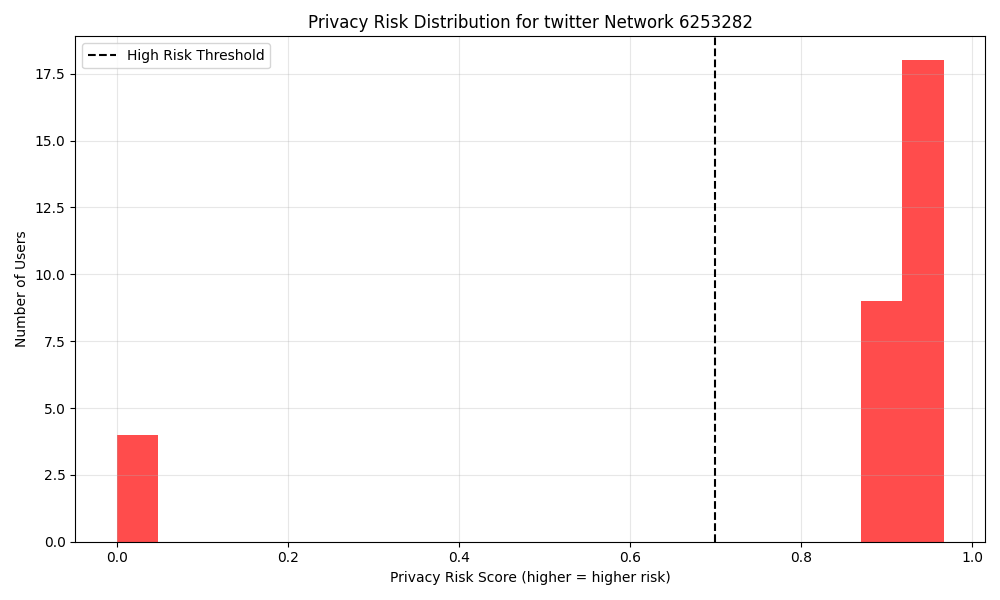 Privacy Risk Distribution for twitter Network 6253282
High Risk Threshold
Number of Users
17.5
15.0
12.5
10.0
7.5
5.0
2.5
0.0
0.0 0.2 0.4 0.6 0.8 1.0
Privacy Risk Score (higher = higher risk)